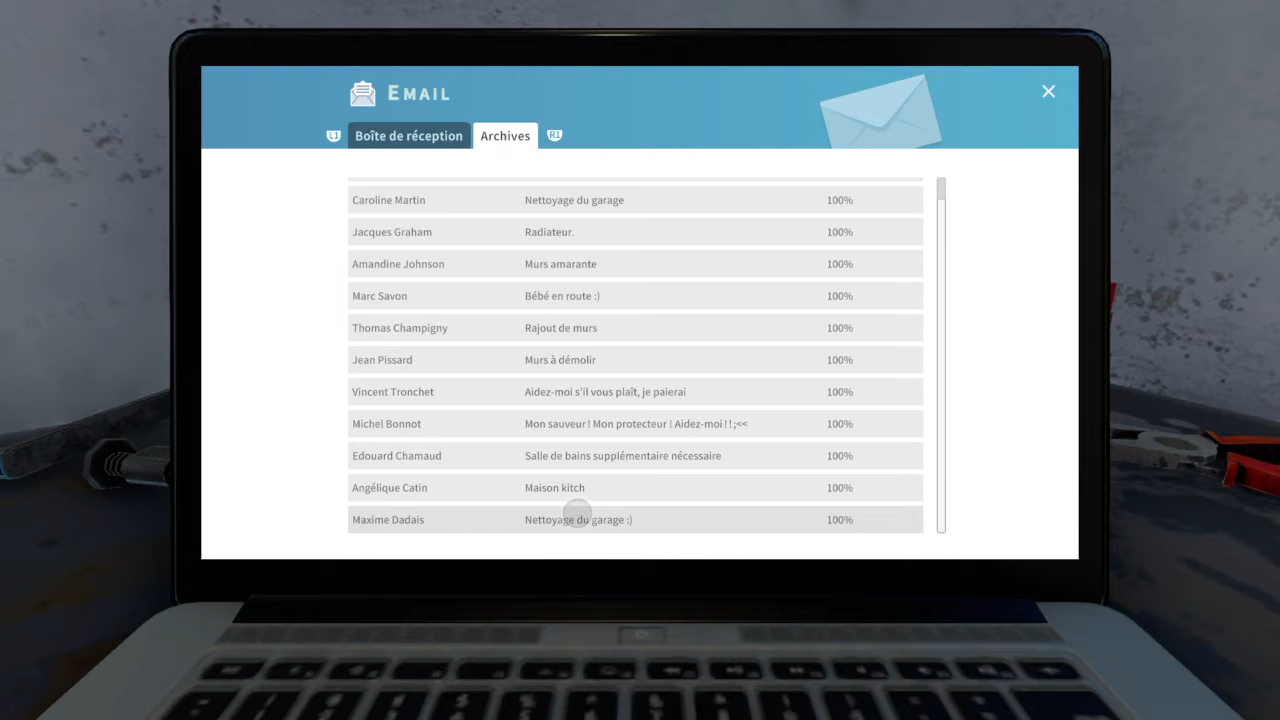 EMAIL
L1 Boîte de réception Archives R1
Caroline Martin Nettoyage du garage 100%
Jacques Graham Radiateur. 100%
Amandine Johnson Murs amarante 100%
Marc Savon Bébé en route :) 100%
Thomas Champigny Rajout de murs 100%
Jean Pissard Murs à démolir 100%
Vincent Tronchet Aidez-moi s'il vous plaît, je paierai 100%
Michel Bonnot Mon sauveur! Mon protecteur ! Aidez-moi!!;<< 100%
Edouard Chamaud Salle de bains supplémentaire nécessaire 100%
Angélique Catin Maison kitch 100%
Maxime Dadais Nettoyage du garage :) 100%